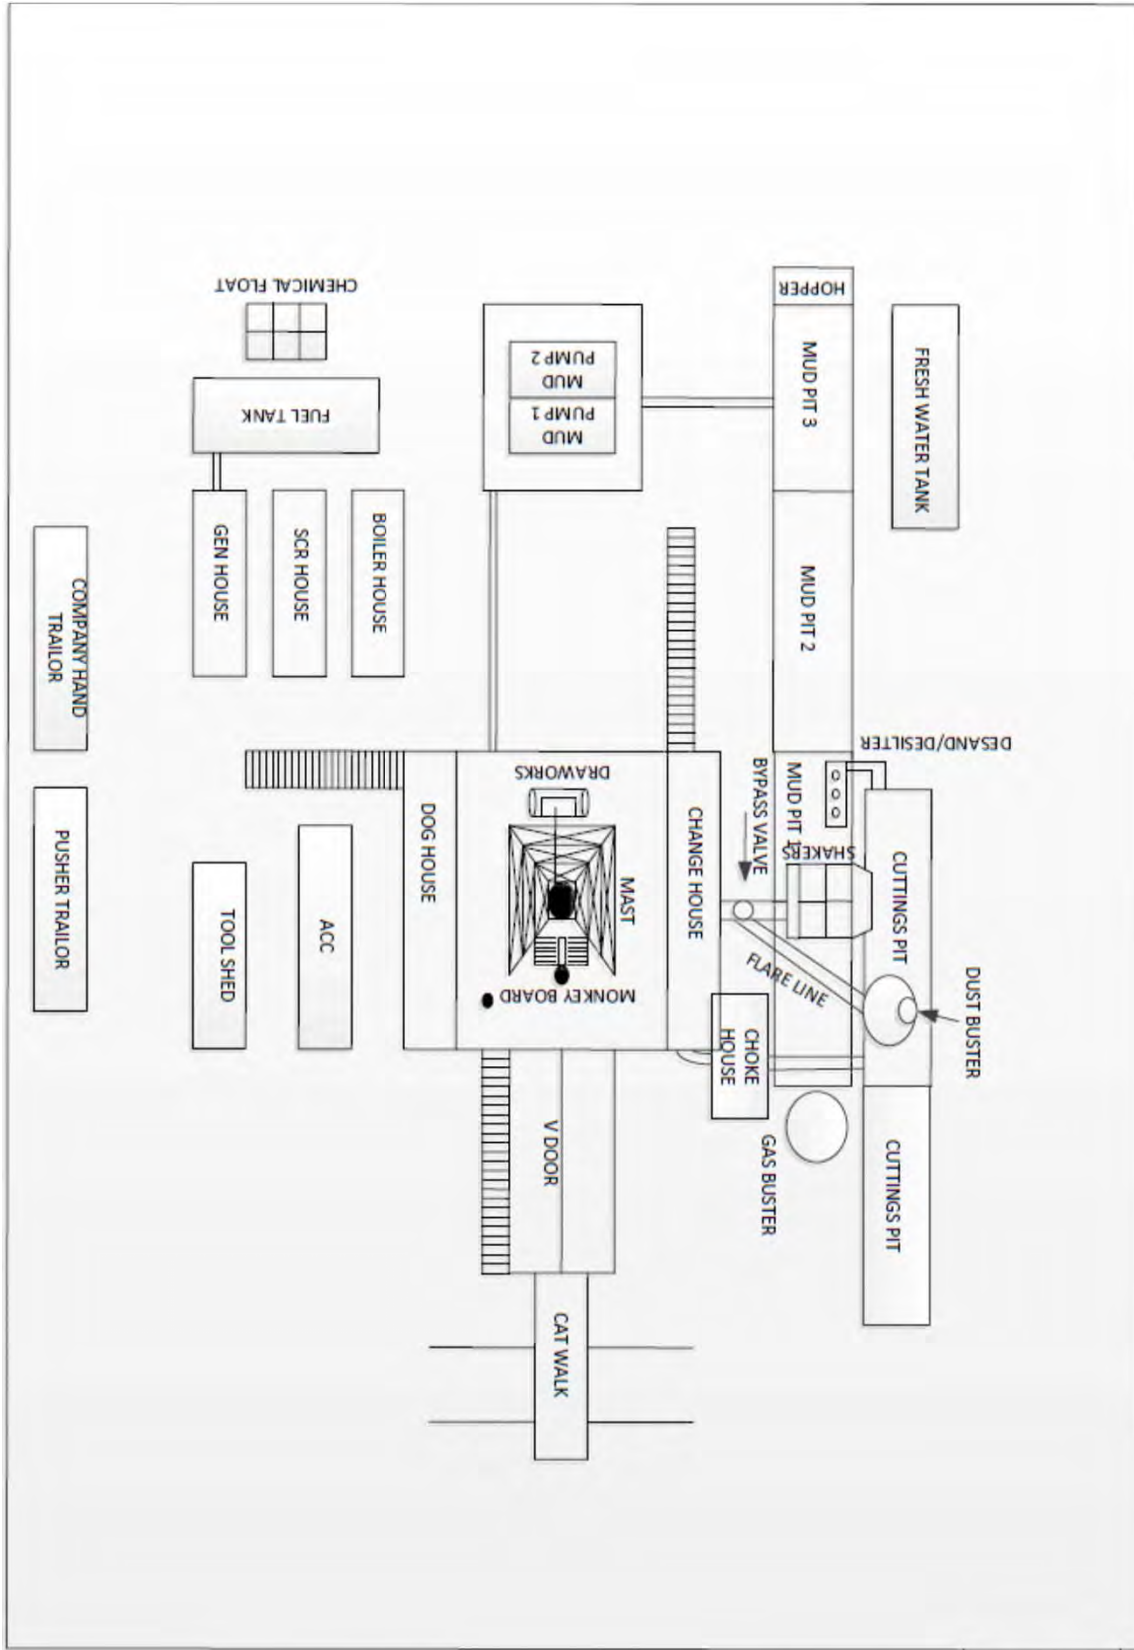 CHEMICAL FLOAT
FUEL TANK
GEN HOUSE
SCR HOUSE
BOILER HOUSE
COMPANY HAND
TRAILOR
PUSHER TRAILOR
TOOL SHED
ACC
DOG HOUSE
MUD
PUMP 2
MUD
PUMP 1
DRAWORKS
MAST
MONKEY BOARD
CHANGE HOUSE
V DOOR
CAT WALK
HOPPER
MUD PIT 3
MUD PIT 2
MUD PIT 1
FRESH WATER TANK
DESAND/DESILTER
BYPASS VALVE
SHAKERS
CUTTINGS PIT
FLARE LINE
DUST BUSTER
CHOKE
HOUSE
GAS BUSTER
CUTTINGS PIT